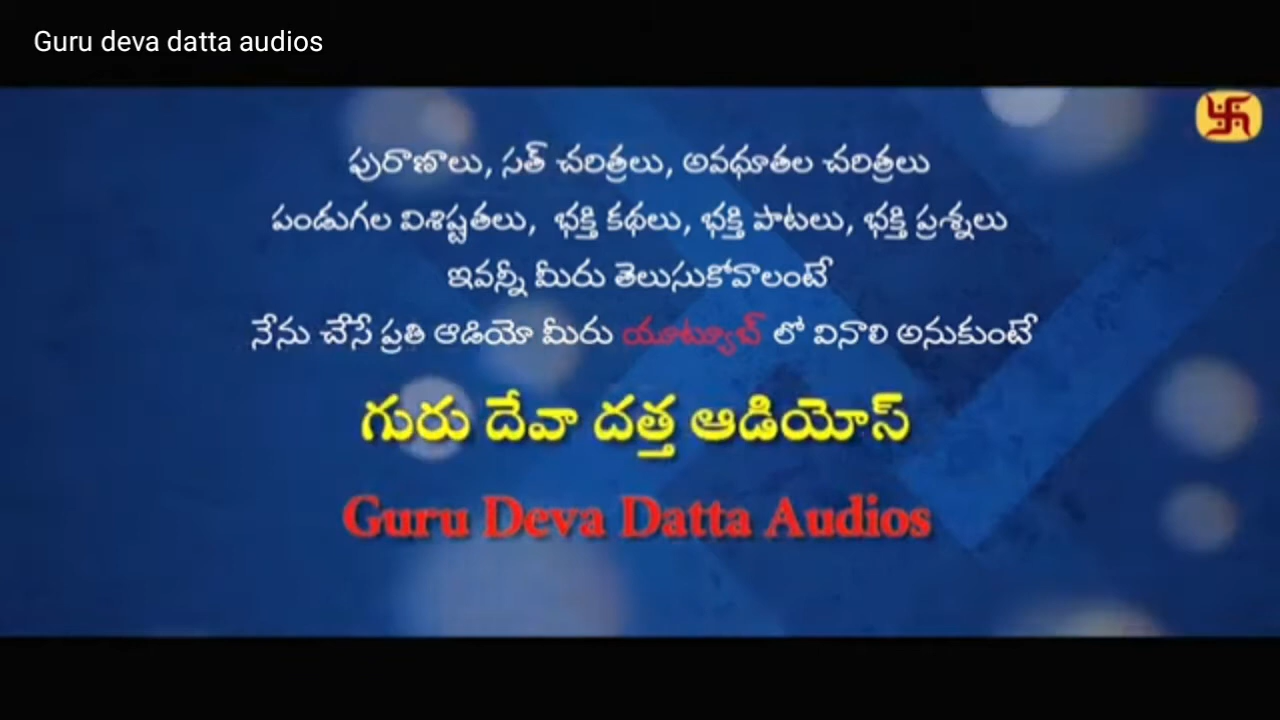 Guru deva datta audios
పురాణాలు, సత్ చరిత్రలు, అవధూతల చరిత్రలు
పండుగల విశిష్టతలు, భక్తి కథలు, భక్తి పాటలు, భక్తి ప్రశ్నలు
ఇవన్నీ మీరు తెలుసుకోవాలంటే
నేను చేసే ప్రతి ఆడియో మీరు యూట్యూబ్ లో వినాలి అనుకుంటే
గురు దేవా దత్త ఆడియోస్
Guru Deva Datta Audios